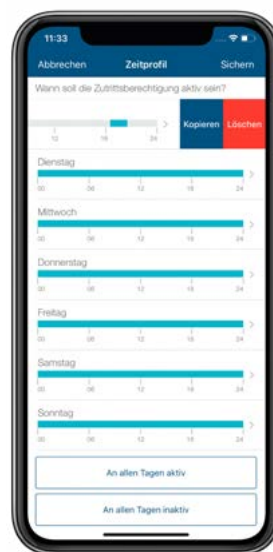 11:33
Abbrechen Zeitprofil Sichern
Wann soll die Zutrittsberechtigung aktiv sein?
Kopieren Löschen
12 18 24
Dienstag
00 06 12 18 24
Mittwoch
00 06 12 18 24
Donnerstag
00 06 12 18 24
Freitag
00 06 12 18 24
Samstag
00 06 12 18 24
Sonntag
00 06 12 18 24
An allen Tagen aktiv
An allen Tagen inaktiv